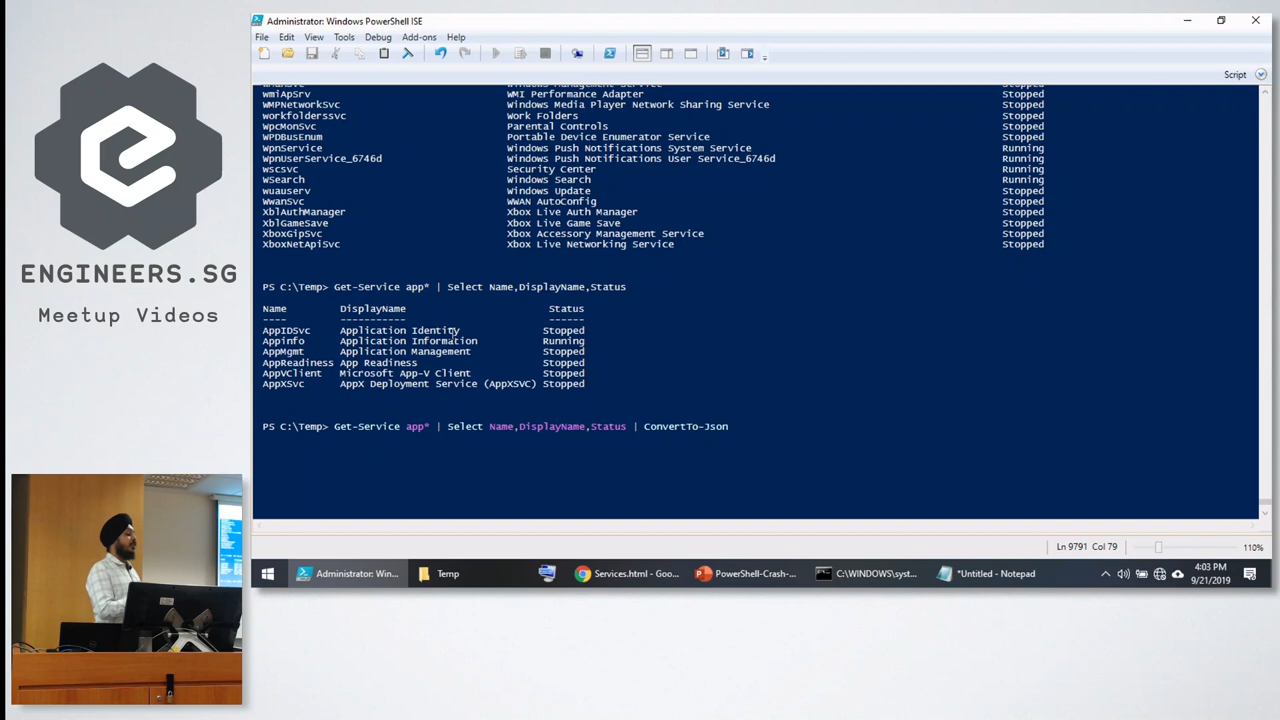 ENGINEERS.SG
Meetup Videos
Administrator: Windows PowerShell ISE
File Edit View Tools Debug Add-ons Help
Script
wmiApSrv WMI Performance Adapter Stopped
WMPNetworkSvc Windows Media Player Network Sharing Service Stopped
workfolderssvc Work Folders Stopped
WpcMonSvc Parental Controls Stopped
WPDBusEnum Portable Device Enumerator Service Stopped
WpnService Windows Push Notifications System Service Running
WpnUserService_6746d Windows Push Notifications User Service_6746d Running
wscsvc Security Center Running
WSearch Windows Search Running
wuauserv Windows Update Stopped
WwanSvc WWAN AutoConfig Stopped
XblAuthManager Xbox Live Auth Manager Stopped
XblGameSave Xbox Live Game Save Stopped
XboxGipSvc Xbox Accessory Management Service Stopped
XboxNetApiSvc Xbox Live Networking Service Stopped
PS C:\Temp> Get-Service app* | Select Name,DisplayName,Status
Name DisplayName Status
---- ----------- ------
AppIDSvc Application Identity Stopped
Appinfo Application Information Running
AppMgmt Application Management Stopped
AppReadiness App Readiness Stopped
AppVClient Microsoft App-V Client Stopped
AppXSvc AppX Deployment Service (AppXSVC) Stopped
PS C:\Temp> Get-Service app* | Select Name,DisplayName,Status | ConvertTo-Json
Ln 9791 Col 79
110%
Administrator: Win...
Temp
Services.html - Goo...
PowerShell-Crash-...
C:\WINDOWS\syst...
*Untitled - Notepad
4:03 PM
9/21/2019